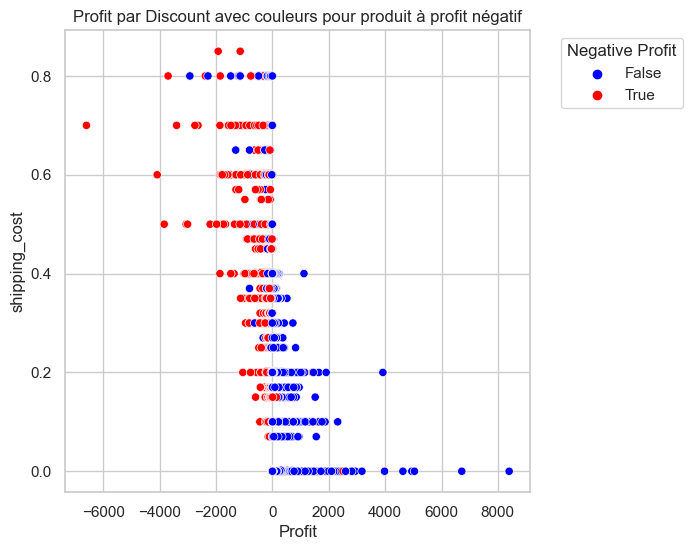 Profit par Discount avec couleurs pour produit à profit négatif
Negative Profit
False
True
0.8
0.6
0.4
0.2
0.0
shipping_cost
−6000 −4000 −2000 0 2000 4000 6000 8000
Profit